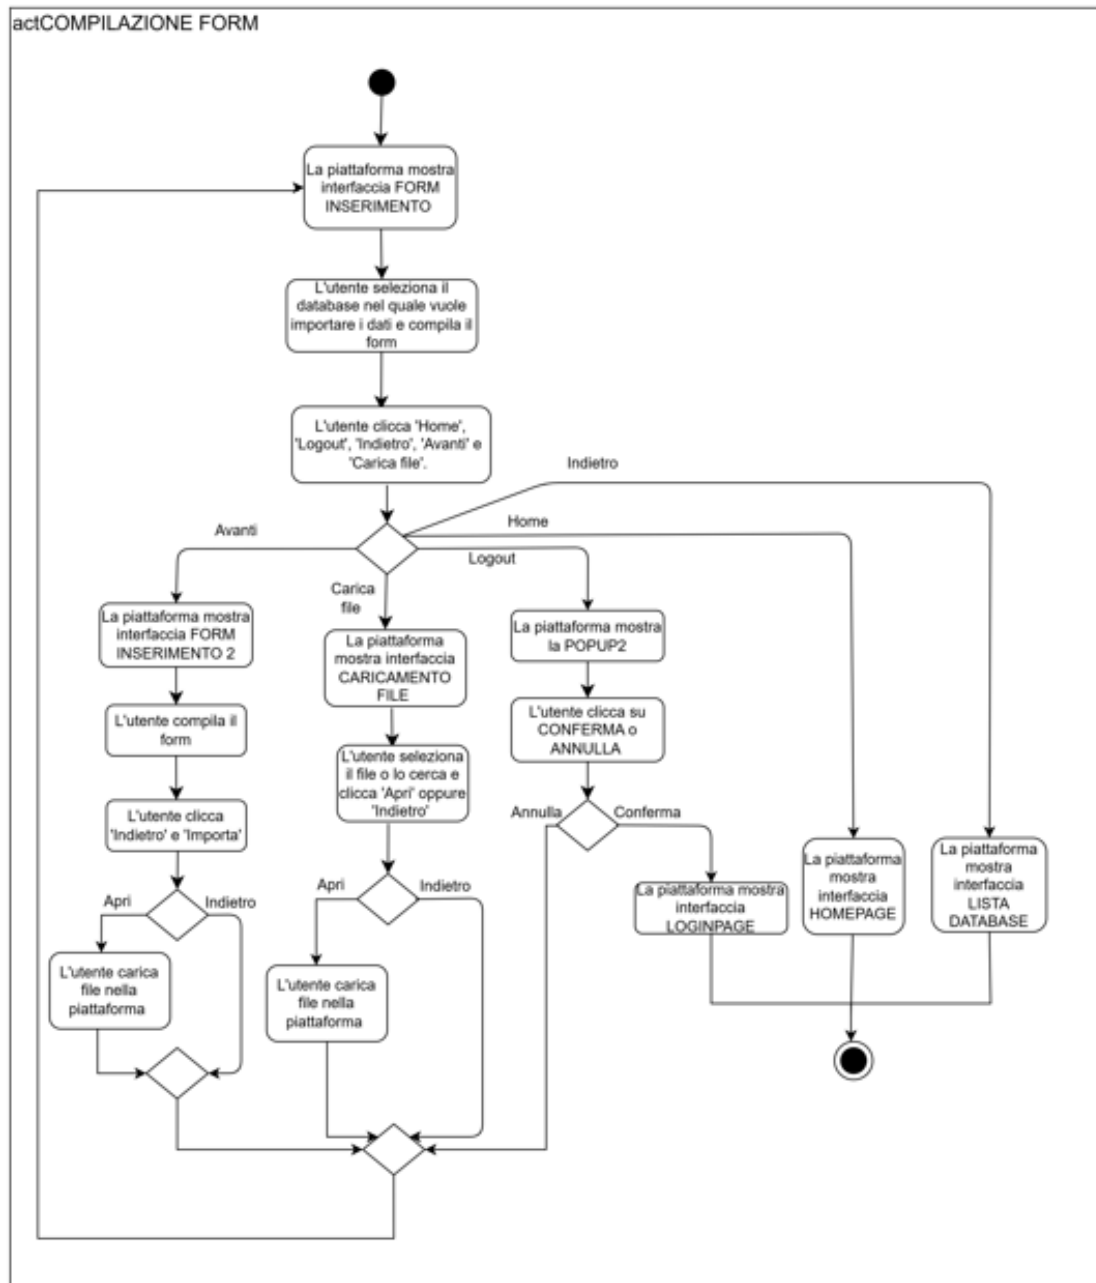 actCOMPILAZIONE FORM
La piattaforma mostra
interfaccia FORM
INSERIMENTO
L'utente seleziona il
database nel quale vuole
importare i dati e compila il
form
L'utente clicca 'Home',
'Logout', 'Indietro', 'Avanti' e
'Carica file'.
Indietro
Home
Avanti
Logout
Carica
file
La piattaforma mostra
interfaccia FORM
INSERIMENTO 2
La piattaforma
mostra interfaccia
CARICAMENTO
FILE
La piattaforma mostra
la POPUP2
L'utente compila il
form
L'utente clicca su
CONFERMA o
ANNULLA
L'utente seleziona
il file o lo cerca e
clicca 'Apri' oppure
'Indietro'
L'utente clicca
'Indietro' e 'Importa'
Annulla
Conferma
La piattaforma
mostra
interfaccia
HOMEPAGE
La piattaforma
mostra
interfaccia
LISTA
DATABASE
Apri
Indietro
Apri
Indietro
La piattaforma mostra
interfaccia
LOGINPAGE
L'utente carica
file nella
piattaforma
L'utente carica
file nella
piattaforma